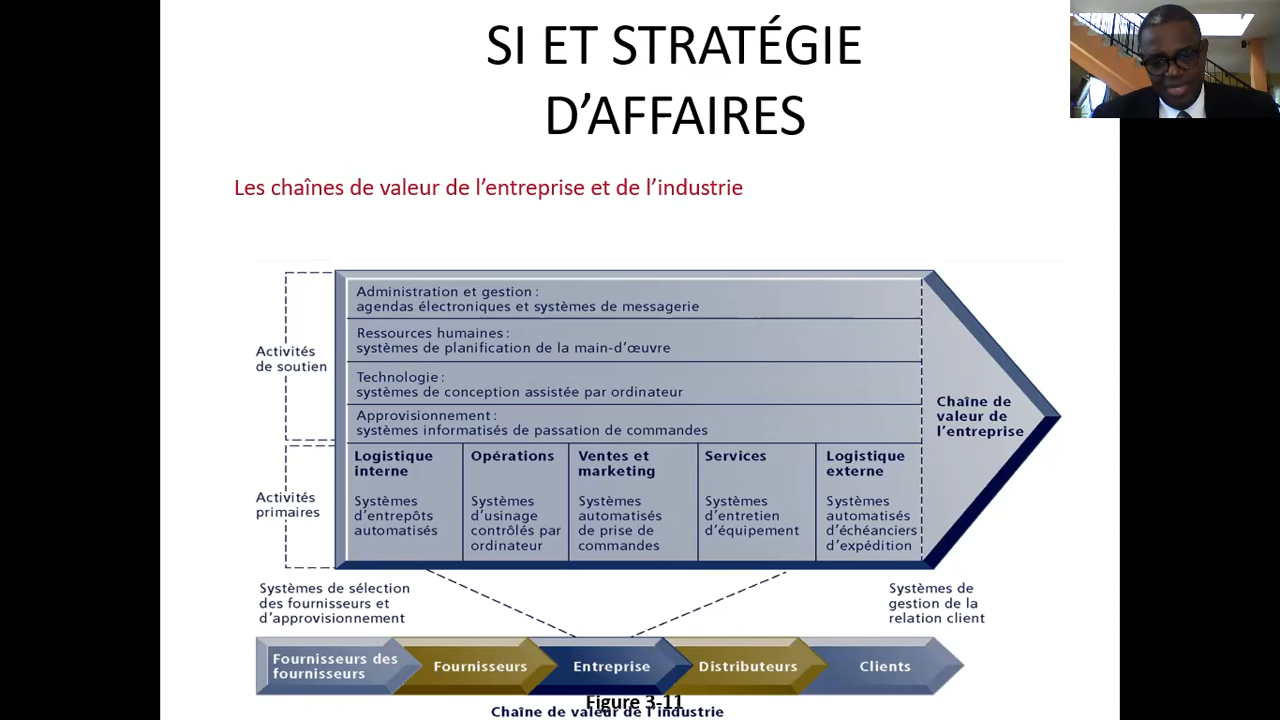 SI ET STRATÉGIE
D’AFFAIRES
Les chaînes de valeur de l’entreprise et de l’industrie
Administration et gestion :
agendas électroniques et systèmes de messagerie
Ressources humaines :
systèmes de planification de la main-d’œuvre
Technologie :
systèmes de conception assistée par ordinateur
Approvisionnement :
systèmes informatisés de passation de commandes
Activités
de soutien
Chaîne de
valeur de
l’entreprise
Activités
primaires
Logistique
interne
Systèmes
d’entrepôts
automatisés
Opérations
Systèmes
d’usinage
contrôlés par
ordinateur
Ventes et
marketing
Systèmes
automatisés
de prise de
commandes
Services
Systèmes
d’entretien
d’équipement
Logistique
externe
Systèmes
automatisés
d’échéanciers
d’expédition
Systèmes de sélection
des fournisseurs et
d’approvisionnement
Systèmes de
gestion de la
relation client
Fournisseurs des
fournisseurs
Fournisseurs
Entreprise
Distributeurs
Clients
Figure 3-11
Chaîne de valeur de l’industrie